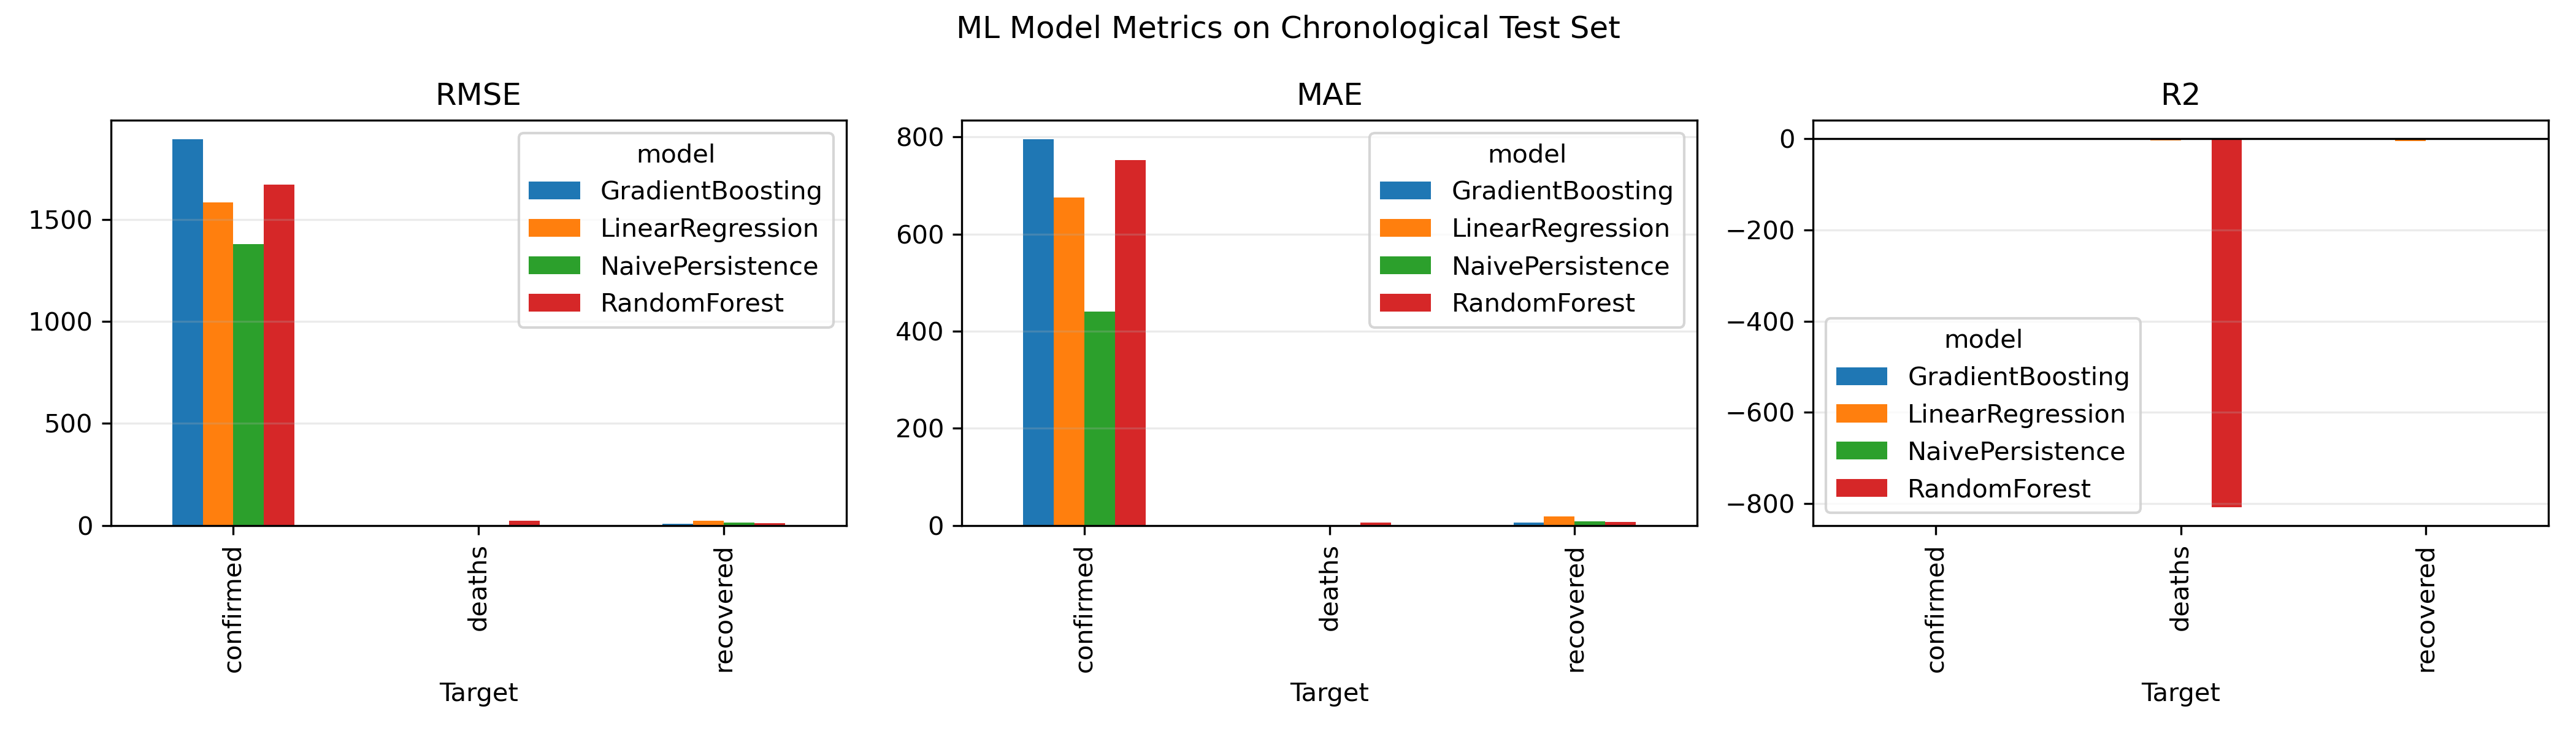 ML Model Metrics on Chronological Test Set
RMSE
1500
1000
500
0
model
GradientBoosting
LinearRegression
NaivePersistence
RandomForest
confirmed
deaths
recovered
Target
MAE
800
600
400
200
0
model
GradientBoosting
LinearRegression
NaivePersistence
RandomForest
confirmed
deaths
recovered
Target
R2
0
−200
−400
−600
−800
model
GradientBoosting
LinearRegression
NaivePersistence
RandomForest
confirmed
deaths
recovered
Target